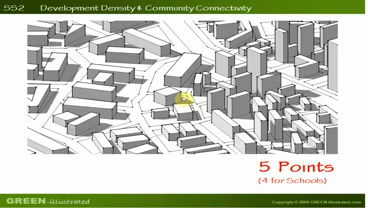 SS2 Development Density & Community Connectivity
5 Points
(4 for Schools)
GREEN-illustrated
Copyright © 2009 GREEN-illustrated.com